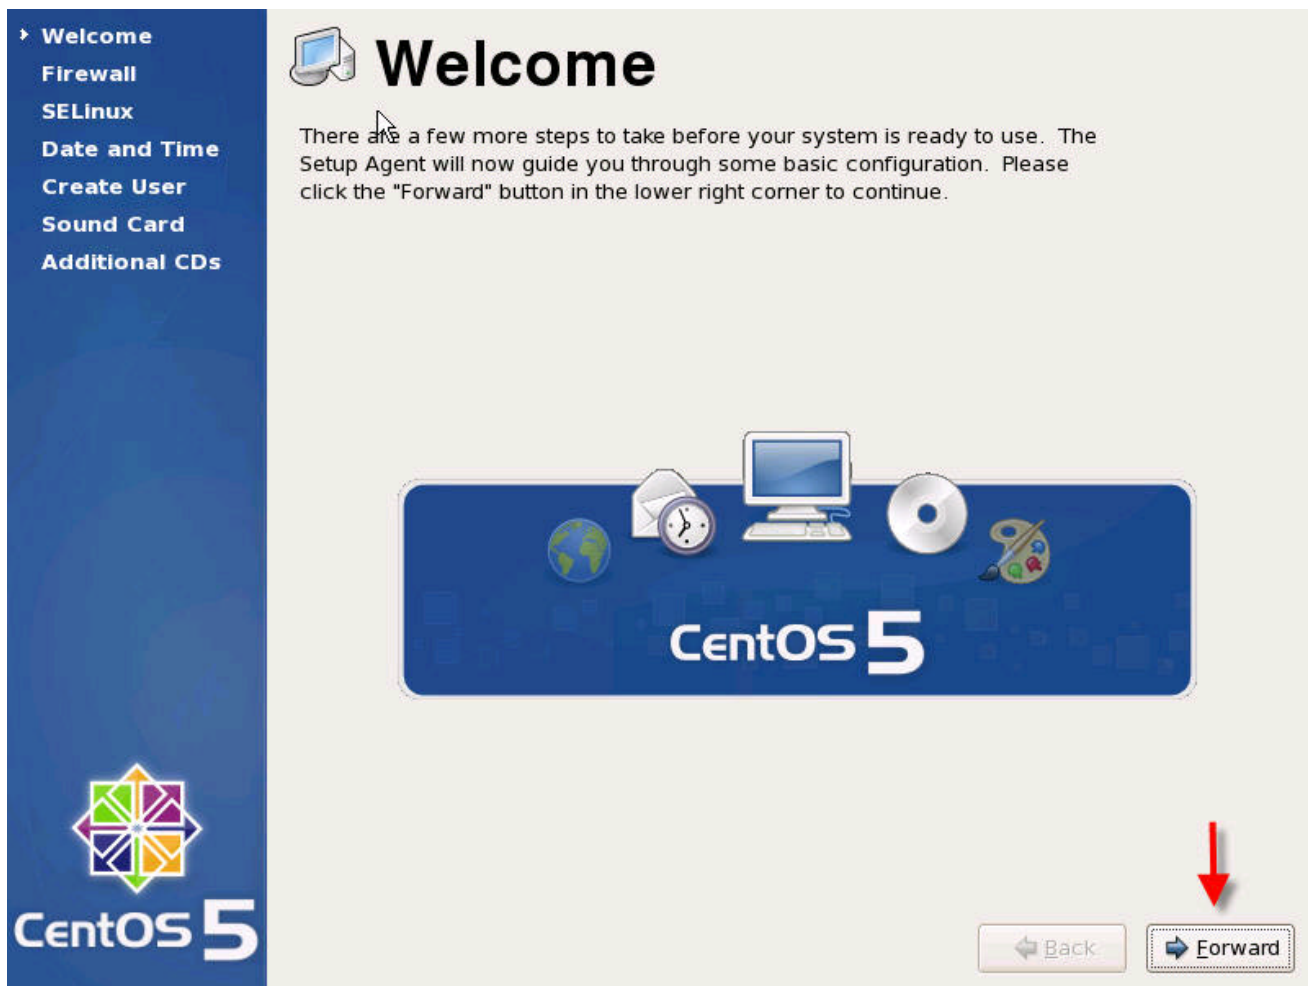 Welcome
Firewall
SELinux
Date and Time
Create User
Sound Card
Additional CDs
CentOS 5
Welcome
There are a few more steps to take before your system is ready to use.  The
Setup Agent will now guide you through some basic configuration.  Please
click the "Forward" button in the lower right corner to continue.
CentOS 5
Back
Forward